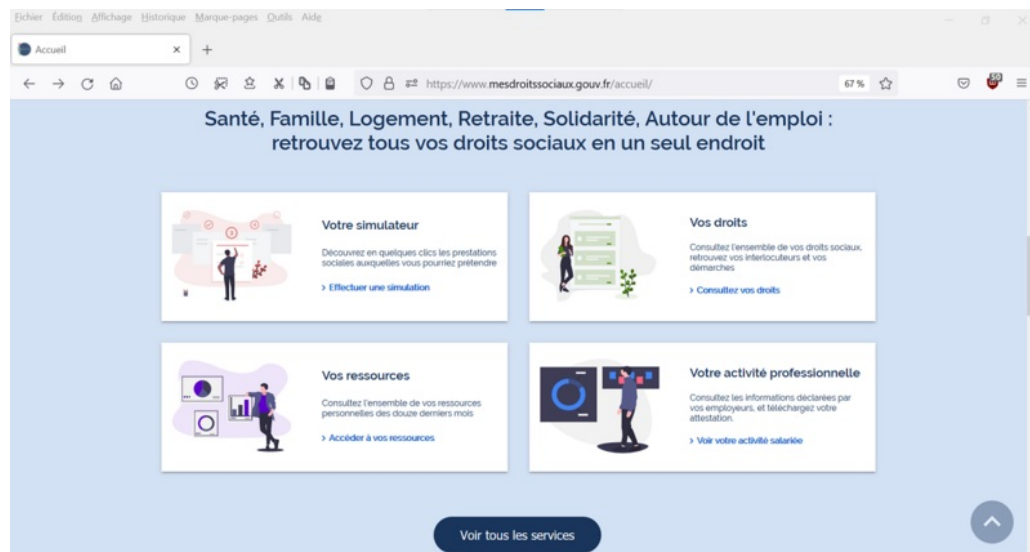 Fichier Édition Affichage Historique Marque-pages Outils Aide
Accueil
https://www.mesdroitssociaux.gouv.fr/accueil/
67 %
50
Santé, Famille, Logement, Retraite, Solidarité, Autour de l'emploi :
retrouvez tous vos droits sociaux en un seul endroit
Votre simulateur
Découvrez en quelques clics les prestations
sociales auxquelles vous pourriez prétendre
> Effectuer une simulation
Vos droits
Consultez l'ensemble de vos droits sociaux,
retrouvez vos interlocuteurs et vos
démarches
> Consultez vos droits
Vos ressources
Consultez l'ensemble de vos ressources
personnelles des douze derniers mois
> Accéder à vos ressources
Votre activité professionnelle
Consultez les informations déclarées par
vos employeurs, et téléchargez votre
attestation.
> Voir votre activité salariée
Voir tous les services